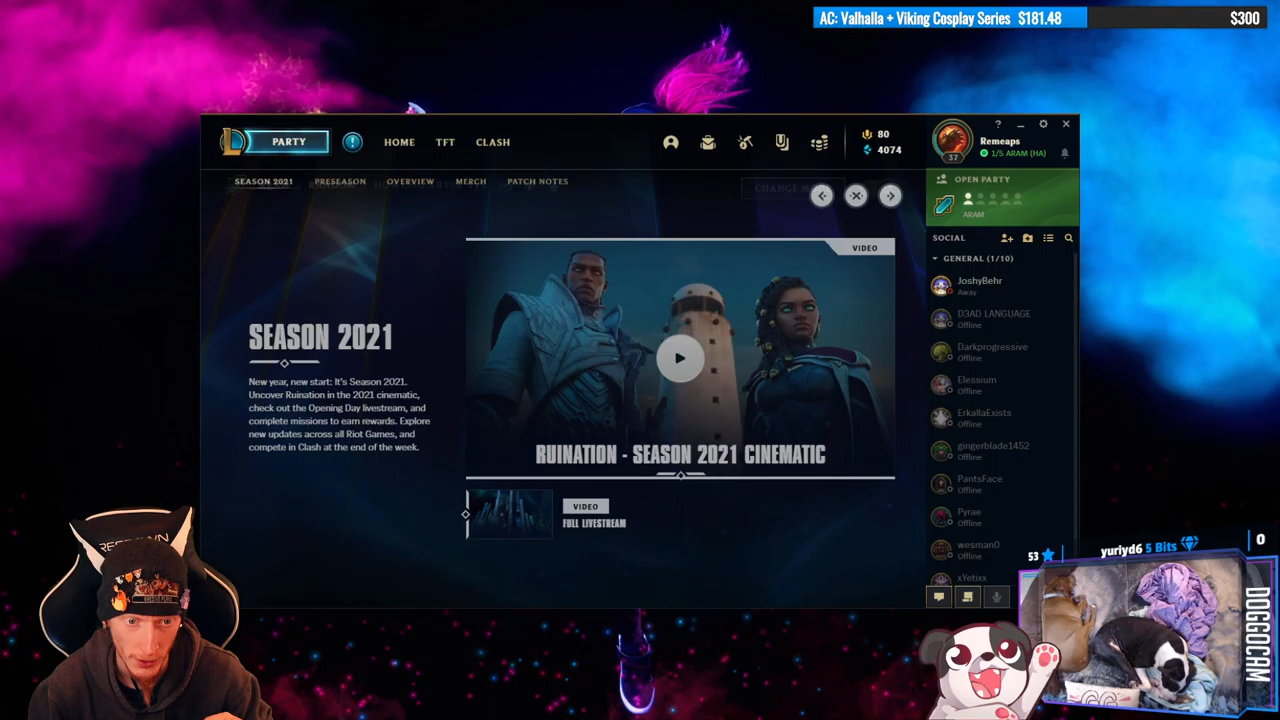 AC: Valhalla + Viking Cosplay Series $181.48 $300
PARTY
HOME
TFT
CLASH
80
4074
37
Remeaps
1/5 ARAM (HA)
SEASON 2021
PRESEASON
OVERVIEW
MERCH
PATCH NOTES
OPEN PARTY
ARAM
SOCIAL
GENERAL (1/10)
JoshyBehr
Away
D3AD LANGUAGE
Offline
Darkprogressive
Offline
Elessium
Offline
ErkallaExists
Offline
gingerblade1452
Offline
PantsFace
Offline
Pyrae
Offline
wesman0
Offline
xYetixx
VIDEO
SEASON 2021
New year, new start: It's Season 2021.
Uncover Ruination in the 2021 cinematic,
check out the Opening Day livestream, and
complete missions to earn rewards. Explore
new updates across all Riot Games, and
compete in Clash at the end of the week.
RUINATION - SEASON 2021 CINEMATIC
VIDEO
FULL LIVESTREAM
53
yuriyd6 5 Bits
0
DOGGOCAM